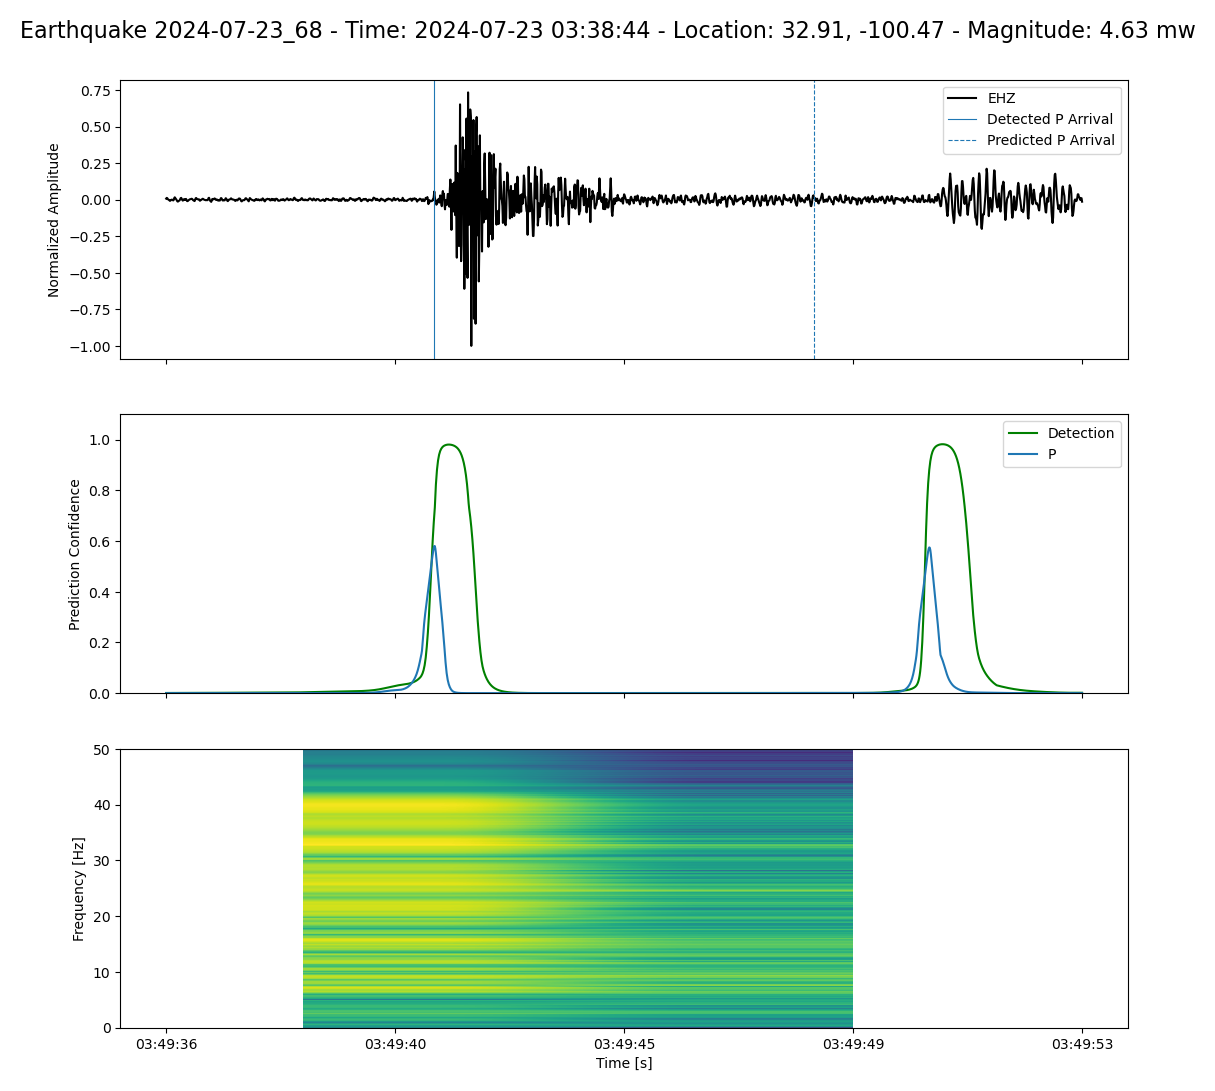 Earthquake 2024-07-23_68 - Time: 2024-07-23 03:38:44 - Location: 32.91, -100.47 - Magnitude: 4.63 mw
0.75
0.50
0.25
0.00
−0.25
−0.50
−0.75
−1.00
Normalized Amplitude
EHZ
Detected P Arrival
Predicted P Arrival
1.0
0.8
0.6
0.4
0.2
0.0
Prediction Confidence
Detection
P
50
40
30
20
10
0
Frequency [Hz]
03:49:36 03:49:40 03:49:45 03:49:49 03:49:53
Time [s]